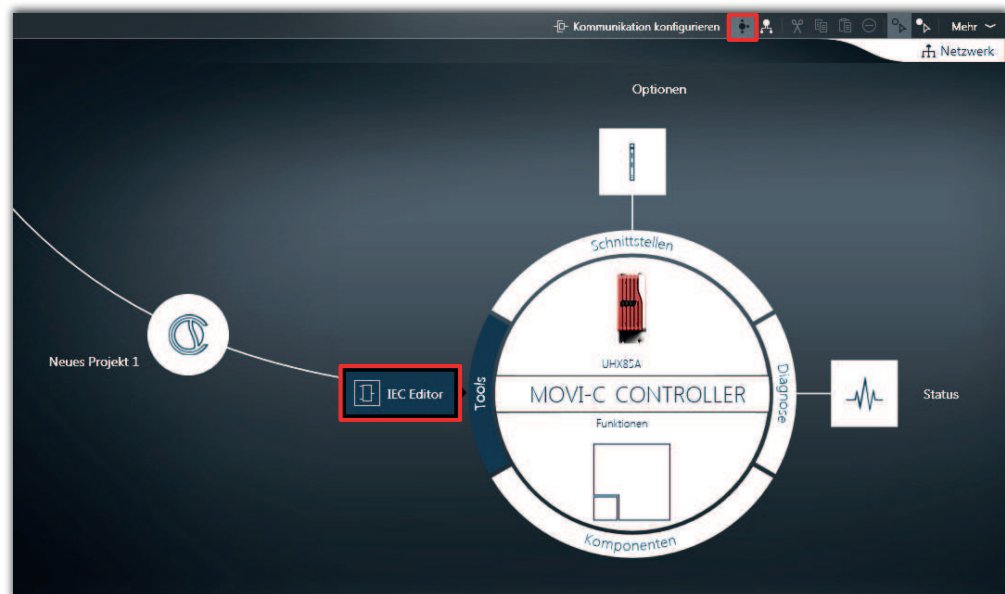 Kommunikation konfigurieren
Mehr
Netzwerk
Optionen
Schnittstellen
Neues Projekt 1
IEC Editor
Tools
UHX85A
MOVI-C CONTROLLER
Funktionen
Diagnose
Status
Komponenten